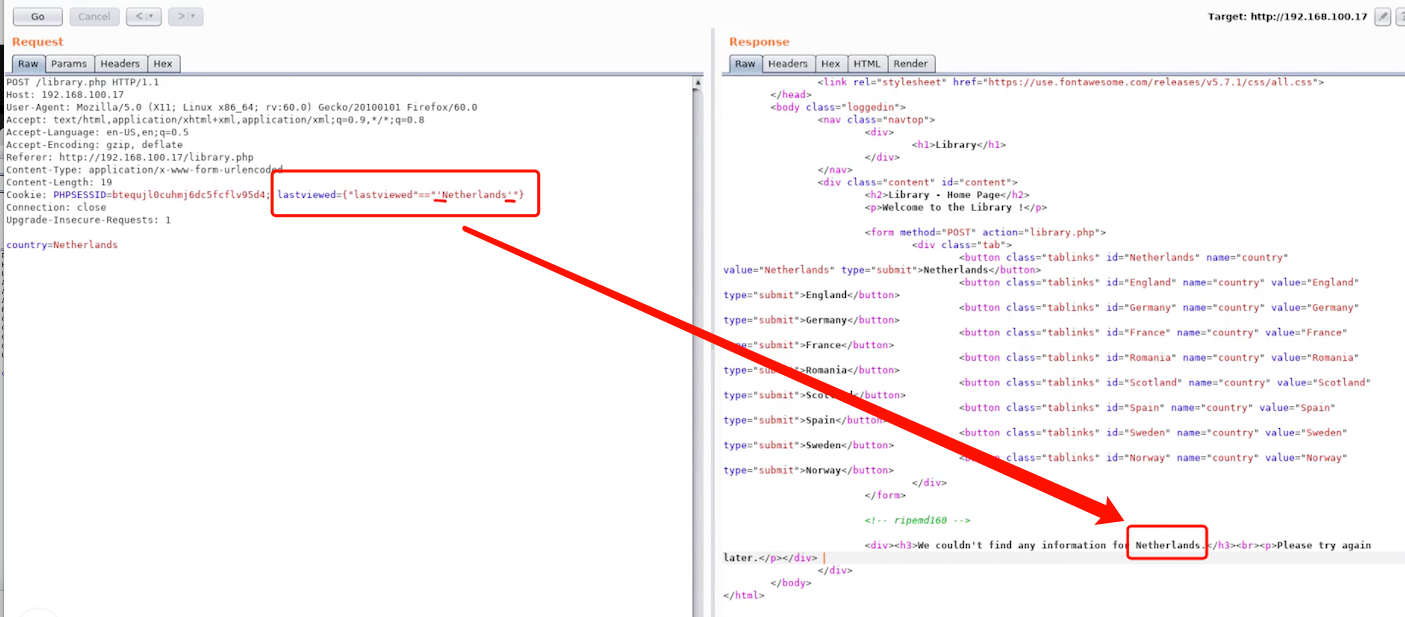 Go Cancel < > Target: http://192.168.100.17
Request
Raw Params Headers Hex
POST /library.php HTTP/1.1
Host: 192.168.100.17
User-Agent: Mozilla/5.0 (X11; Linux x86_64; rv:60.0) Gecko/20100101 Firefox/60.0
Accept: text/html,application/xhtml+xml,application/xml;q=0.9,*/*;q=0.8
Accept-Language: en-US,en;q=0.5
Accept-Encoding: gzip, deflate
Referer: http://192.168.100.17/library.php
Content-Type: application/x-www-form-urlencoded
Content-Length: 19
Cookie: PHPSESSID=btequjl0cuhmj6dc5fcflv95d4; lastviewed={"lastviewed"=="'Netherlands'"}
Connection: close
Upgrade-Insecure-Requests: 1
country=Netherlands
Response
Raw Headers Hex HTML Render
<link rel="stylesheet" href="https://use.fontawesome.com/releases/v5.7.1/css/all.css">
</head>
<body class="loggedin">
<nav class="navtop">
<div>
<h1>Library</h1>
</div>
</nav>
<div class="content" id="content">
<h2>Library - Home Page</h2>
<p>Welcome to the Library !</p>
<form method="POST" action="library.php">
<div class="tab">
<button class="tablinks" id="Netherlands" name="country"
value="Netherlands" type="submit">Netherlands</button>
<button class="tablinks" id="England" name="country" value="England"
type="submit">England</button>
<button class="tablinks" id="Germany" name="country" value="Germany"
type="submit">Germany</button>
<button class="tablinks" id="France" name="country" value="France"
type="submit">France</button>
<button class="tablinks" id="Romania" name="country" value="Romania"
type="submit">Romania</button>
<button class="tablinks" id="Scotland" name="country" value="Scotland"
type="submit">Scotland</button>
<button class="tablinks" id="Spain" name="country" value="Spain"
type="submit">Spain</button>
<button class="tablinks" id="Sweden" name="country" value="Sweden"
type="submit">Sweden</button>
<button class="tablinks" id="Norway" name="country" value="Norway"
type="submit">Norway</button>
</div>
</form>
<!-- ripemd160 -->
<div><h3>We couldn't find any information for Netherlands.</h3><br><p>Please try again
later.</p></div>
</div>
</body>
</html>